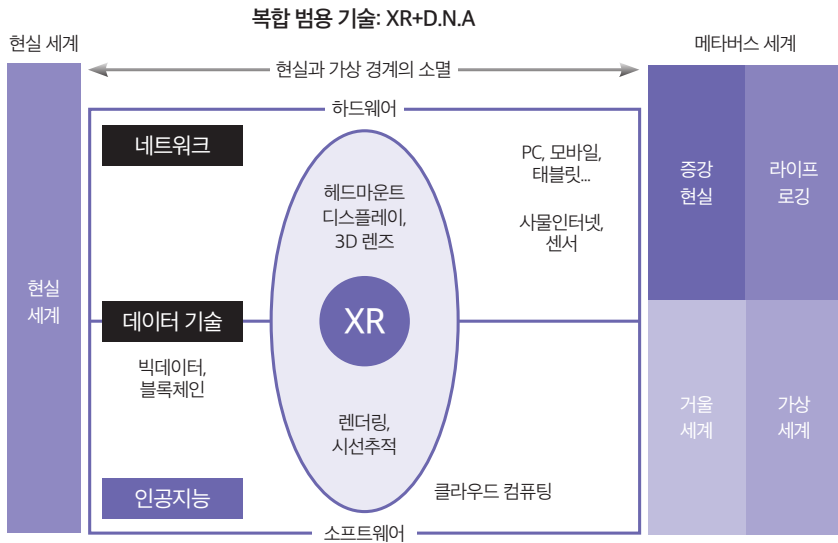 복합 범용 기술: XR+D.N.A
현실 세계
메타버스 세계
현실과 가상 경계의 소멸
하드웨어
네트워크
PC, 모바일,
태블릿...
헤드마운트
디스플레이,
3D 렌즈
사물인터넷,
센서
증강
현실
라이프
로깅
현실
세계
데이터 기술
XR
빅데이터,
블록체인
렌더링,
시선추적
거울
세계
가상
세계
인공지능
클라우드 컴퓨팅
소프트웨어